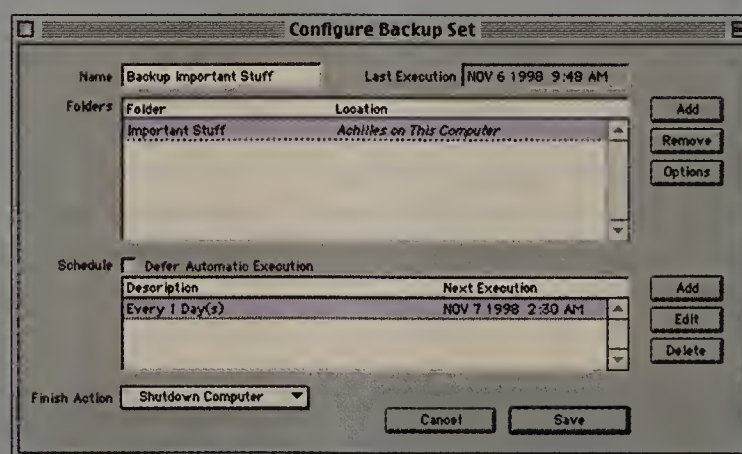 Configure Backup Set
Name Backup Important Stuff Last Execution NOV 6 1998 9:48 AM
Folders Folder Location Add
Important Stuff Achilles on This Computer
Remove
Options
Schedule Defer Automatic Execution
Description Next Execution Add
Every 1 Day(s) NOV 7 1998 2:30 AM
Edit
Delete
Finish Action Shutdown Computer
Cancel Save